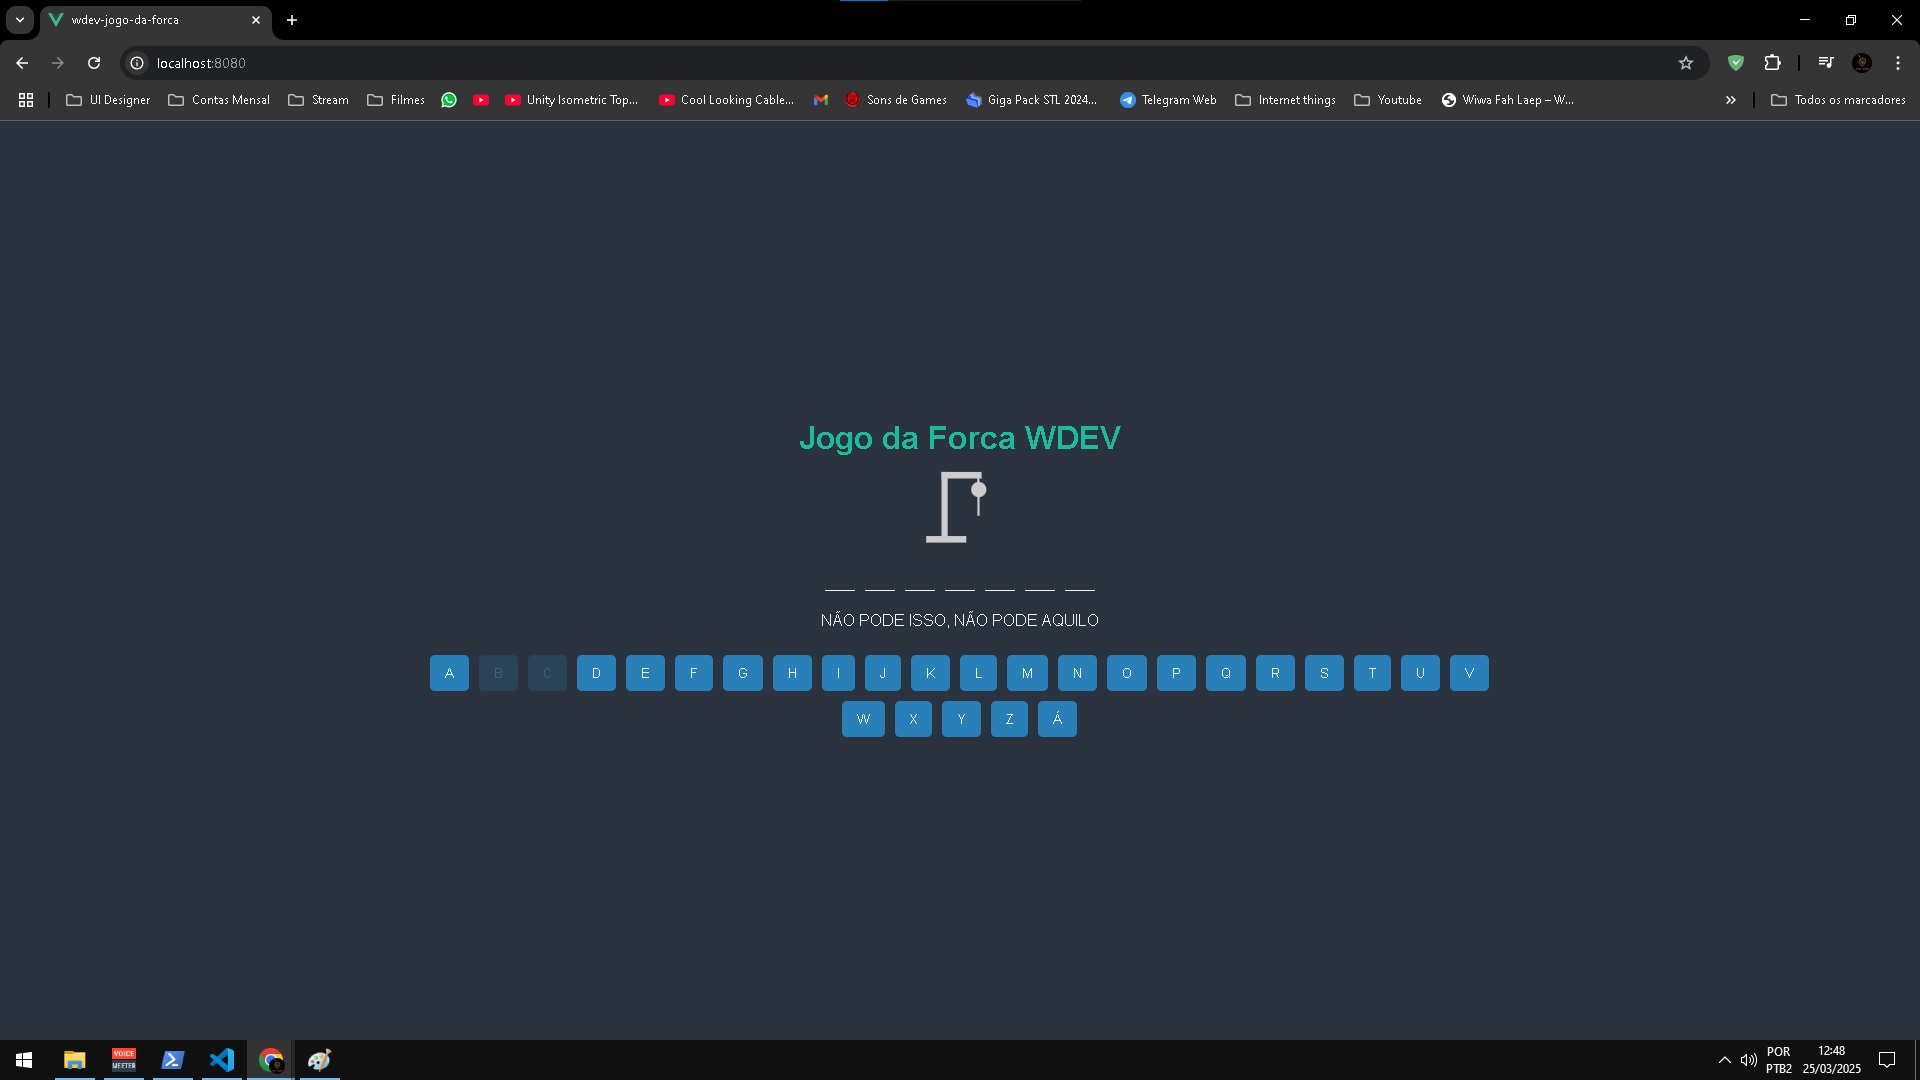 wdev-jogo-da-forca
localhost:8080
UI Designer Contas Mensal Stream Filmes Unity Isometric Top... Cool Looking Cable... Sons de Games Giga Pack STL 2024... Telegram Web Internet things Youtube Wiwa Fah Laep – W... Todos os marcadores
Jogo da Forca WDEV
NÃO PODE ISSO, NÃO PODE AQUILO
A B C D E F G H I J K L M N O P Q R S T U V
W X Y Z Á
VOICE
MEETER
POR
PTB2
12:48
25/03/2025